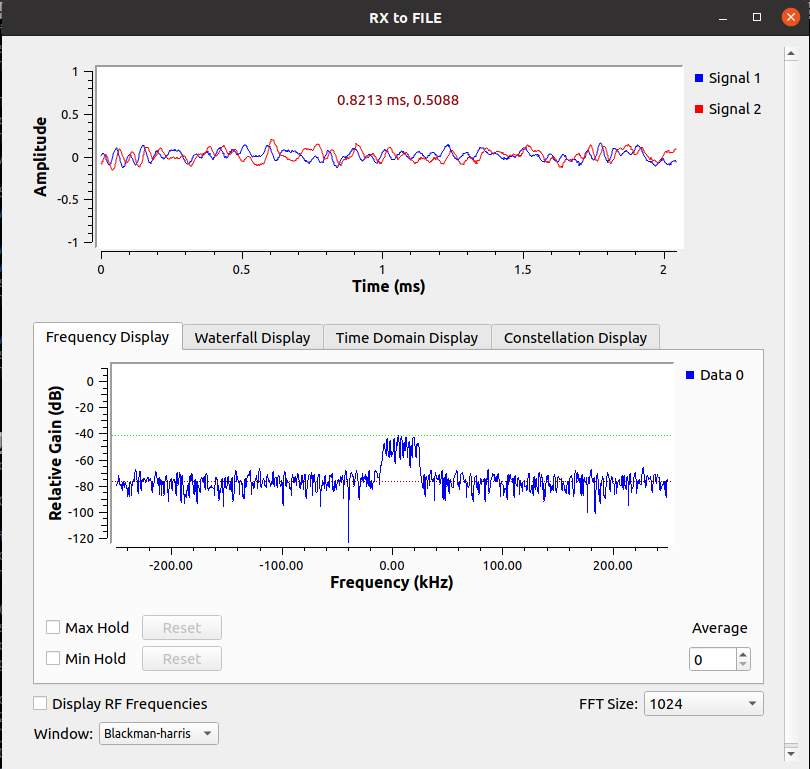 RX to FILE
0.8213 ms, 0.5088
Signal 1
Signal 2
Amplitude
1
0.5
0
-0.5
-1
0 0.5 1 1.5 2
Time (ms)
Frequency Display Waterfall Display Time Domain Display Constellation Display
Data 0
Relative Gain (dB)
0
-20
-40
-60
-80
-100
-120
-200.00 -100.00 0.00 100.00 200.00
Frequency (kHz)
Max Hold Reset Average
Min Hold Reset 0
Display RF Frequencies FFT Size: 1024
Window: Blackman-harris